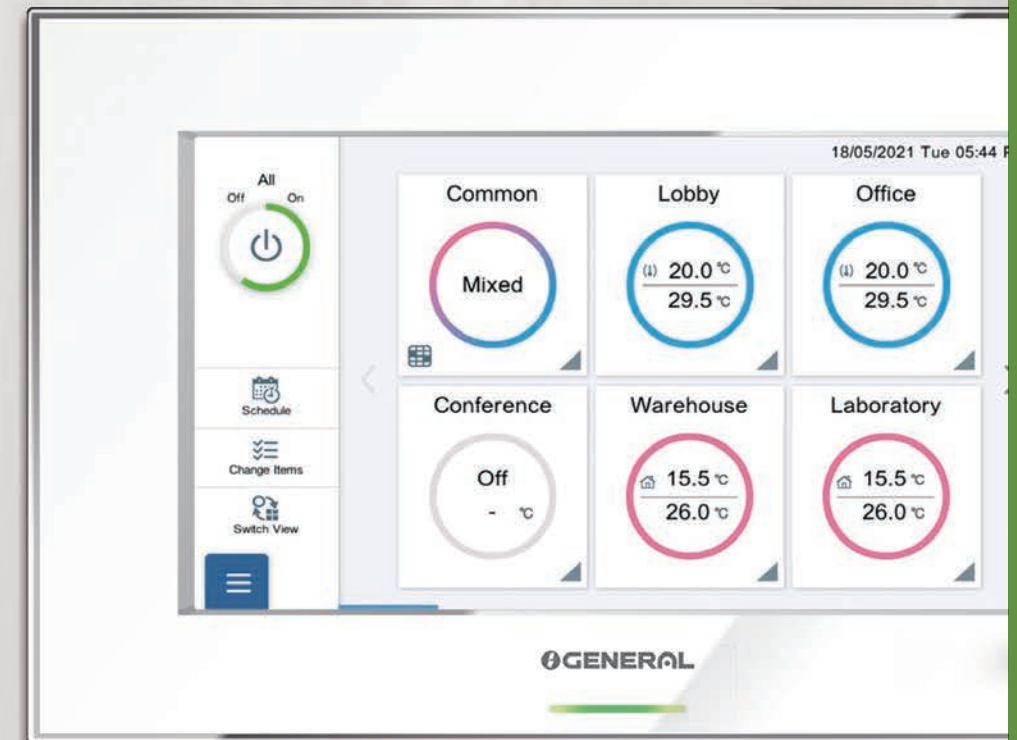 18/05/2021 Tue 05:44
All
Off On
Schedule
Change Items
Switch View
Common
Mixed
Lobby
20.0 ℃
29.5 ℃
Office
20.0 ℃
29.5 ℃
Conference
Off
- ℃
Warehouse
15.5 ℃
26.0 ℃
Laboratory
15.5 ℃
26.0 ℃
GENERAL